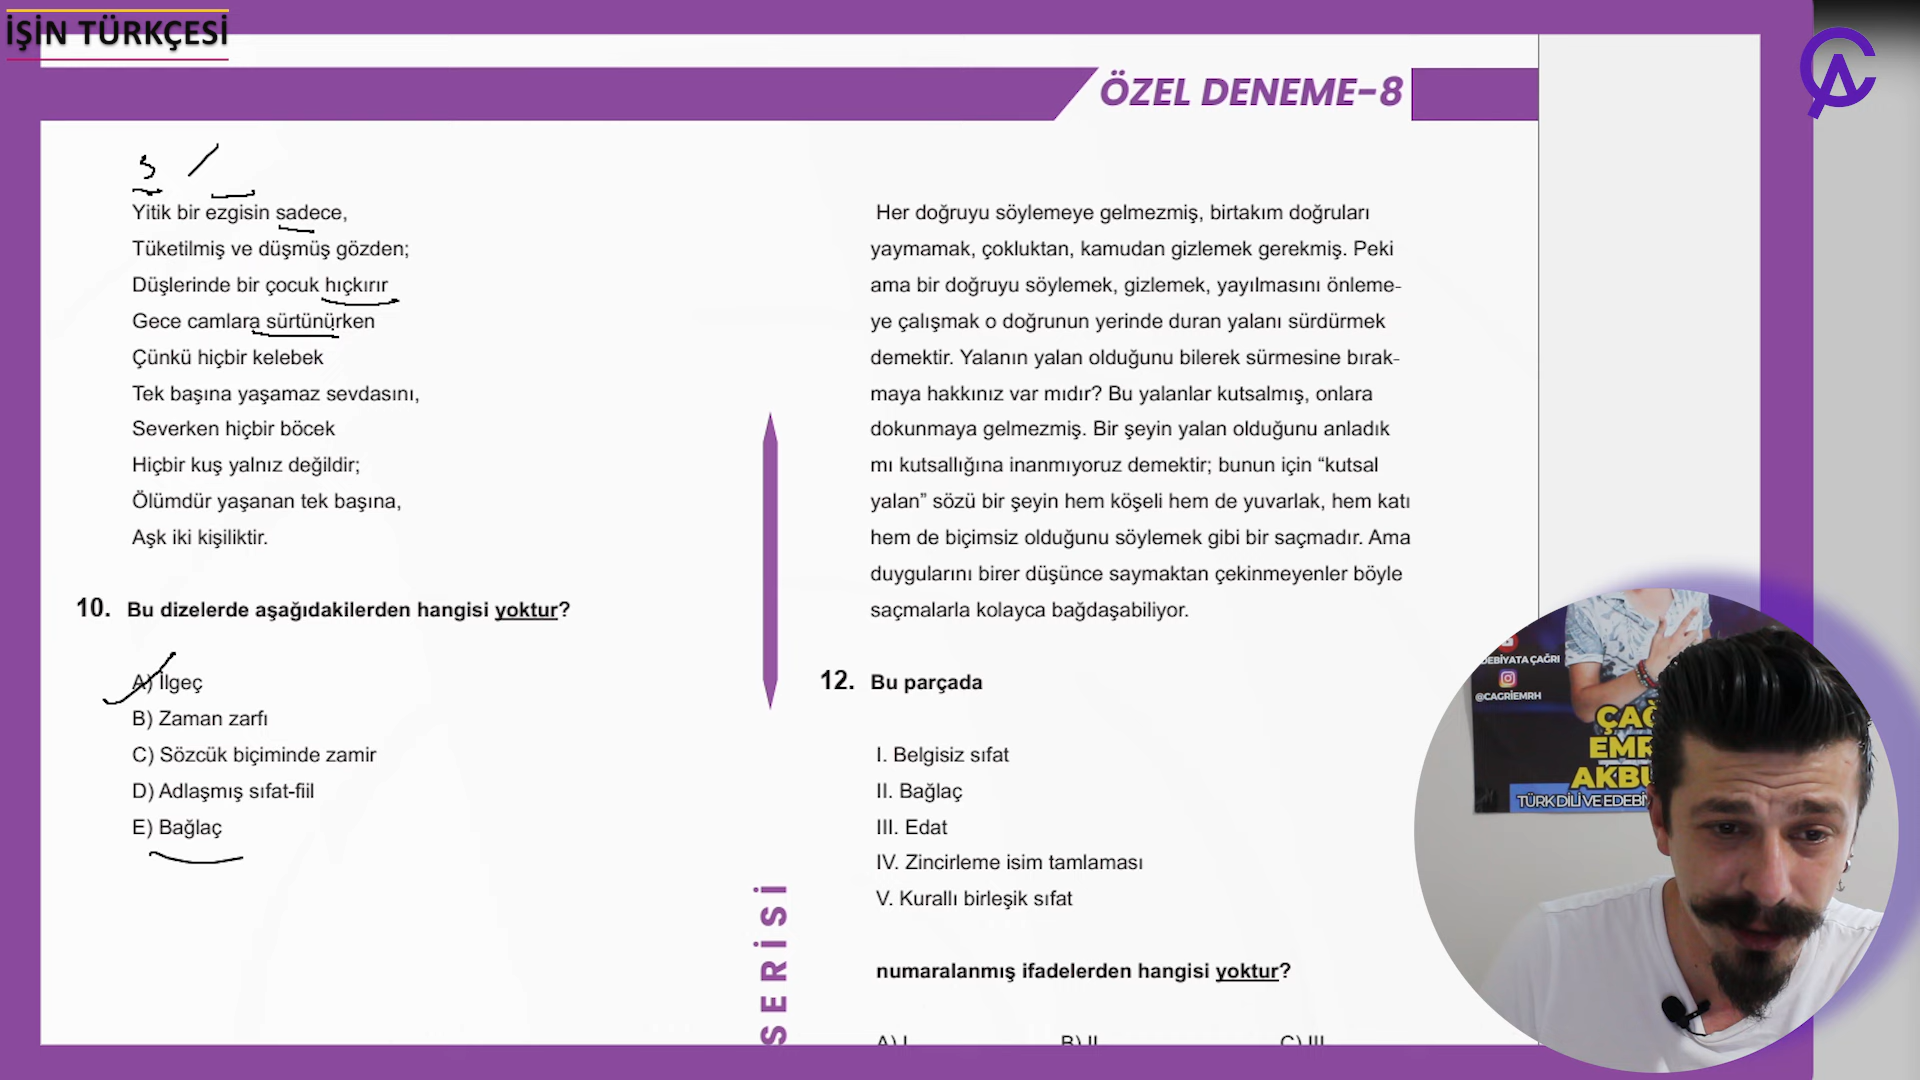 İŞİN TÜRKÇESİ
ÖZEL DENEME-8
Yitik bir ezgisin sadece,
Tüketilmiş ve düşmüş gözden;
Düşlerinde bir çocuk hıçkırır
Gece camlara sürtünürken
Çünkü hiçbir kelebek
Tek başına yaşamaz sevdasını,
Severken hiçbir böcek
Hiçbir kuş yalnız değildir;
Ölümdür yaşanan tek başına,
Aşk iki kişiliktir.
10. Bu dizelerde aşağıdakilerden hangisi yoktur?
A) İlgeç
B) Zaman zarfı
C) Sözcük biçiminde zamir
D) Adlaşmış sıfat-fiil
E) Bağlaç
SERİSİ
Her doğruyu söylemeye gelmezmiş, birtakım doğruları
yaymamak, çokluktan, kamudan gizlemek gerekmiş. Peki
ama bir doğruyu söylemek, gizlemek, yayılmasını önleme-
ye çalışmak o doğrunun yerinde duran yalanı sürdürmek
demektir. Yalanın yalan olduğunu bilerek sürmesine bırak-
maya hakkınız var mıdır? Bu yalanlar kutsalmış, onlara
dokunmaya gelmezmiş. Bir şeyin yalan olduğunu anladık
mı kutsallığına inanmıyoruz demektir; bunun için “kutsal
yalan” sözü bir şeyin hem köşeli hem de yuvarlak, hem katı
hem de biçimsiz olduğunu söylemek gibi bir saçmadır. Ama
duygularını birer düşünce saymaktan çekinmeyenler böyle
saçmalarla kolayca bağdaşabiliyor.
12. Bu parçada
I. Belgisiz sıfat
II. Bağlaç
III. Edat
IV. Zincirleme isim tamlaması
V. Kurallı birleşik sıfat
numaralanmış ifadelerden hangisi yoktur?
A) I B) II C) III
DEBİYATA ÇAĞRI
@CAGRİEMRH
ÇAĞ
EMR
AKBU
TÜRK DİLİ VE EDEBİY